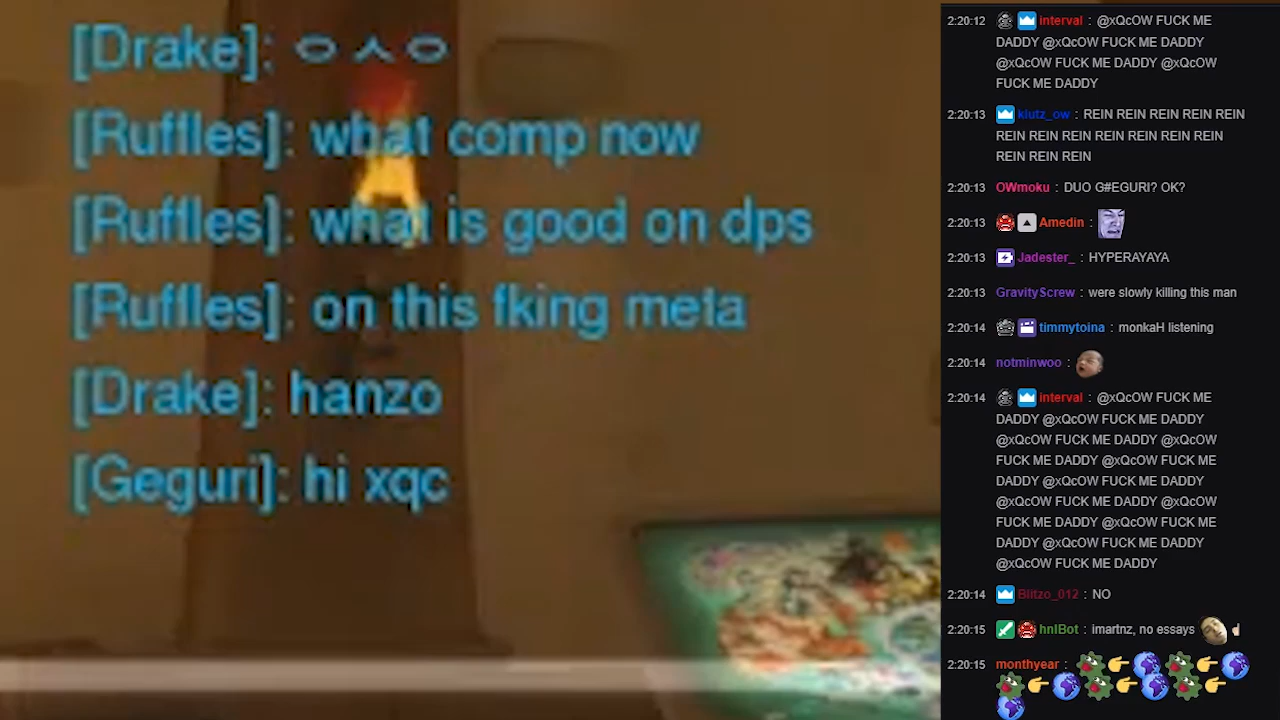 [Drake]: ㅇㅅㅇ
[Ruffles]: what comp now
[Ruffles]: what is good on dps
[Ruffles]: on this fking meta
[Drake]: hanzo
[Geguri]: hi xqc
2:20:12 interval : @xQcOW FUCK ME
DADDY @xQcOW FUCK ME DADDY
@xQcOW FUCK ME DADDY @xQcOW
FUCK ME DADDY
2:20:13 klutz_ow : REIN REIN REIN REIN REIN
REIN REIN REIN REIN REIN REIN REIN
REIN REIN REIN
2:20:13 OWmoku : DUO G#EGURI? OK?
2:20:13 Amedin :
2:20:13 Jadester_ : HYPERAYAYA
2:20:13 GravityScrew : were slowly killing this man
2:20:14 timmytoina : monkaH listening
2:20:14 notminwoo :
2:20:14 interval : @xQcOW FUCK ME
DADDY @xQcOW FUCK ME DADDY
@xQcOW FUCK ME DADDY @xQcOW
FUCK ME DADDY @xQcOW FUCK ME
DADDY @xQcOW FUCK ME DADDY
@xQcOW FUCK ME DADDY @xQcOW
FUCK ME DADDY @xQcOW FUCK ME
DADDY @xQcOW FUCK ME DADDY
@xQcOW FUCK ME DADDY
2:20:14 Blitzo_012 : NO
2:20:15 hnlBot : imartnz, no essays
2:20:15 monthyear :